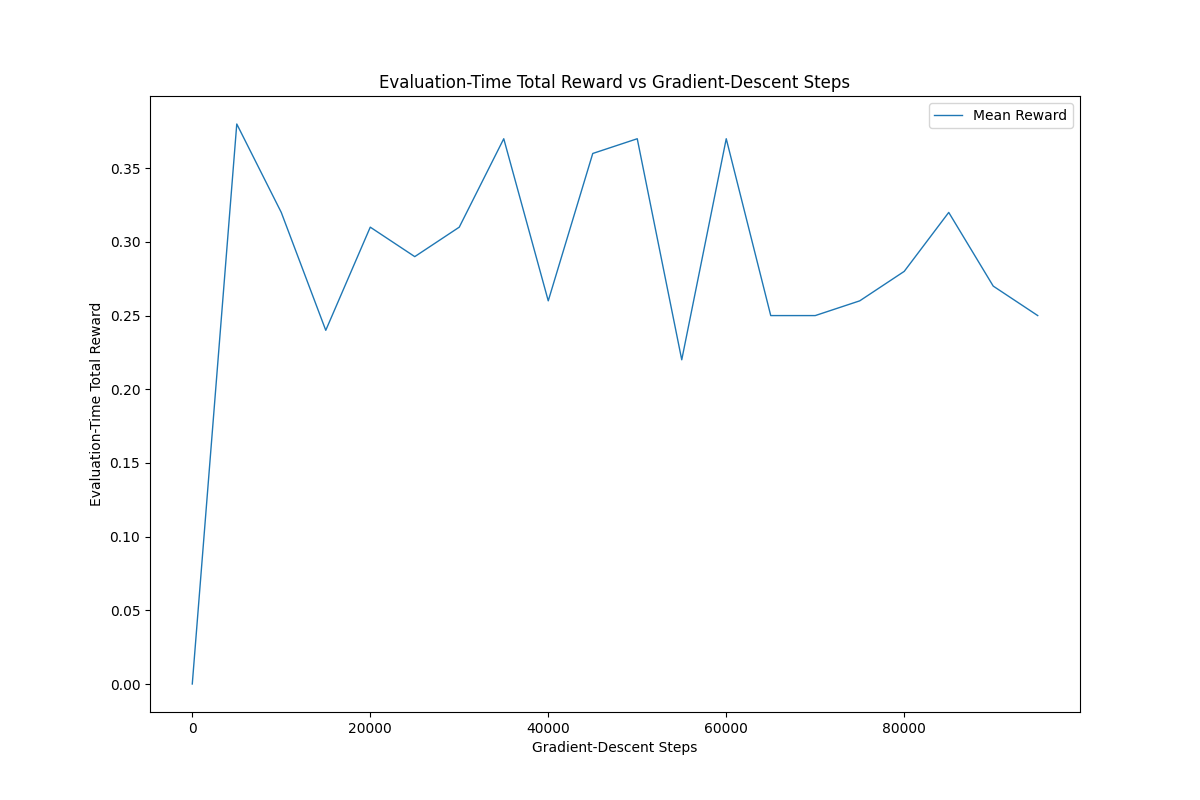 Evaluation-Time Total Reward vs Gradient-Descent Steps
Mean Reward
Evaluation-Time Total Reward
0.35
0.30
0.25
0.20
0.15
0.10
0.05
0.00
0 20000 40000 60000 80000
Gradient-Descent Steps